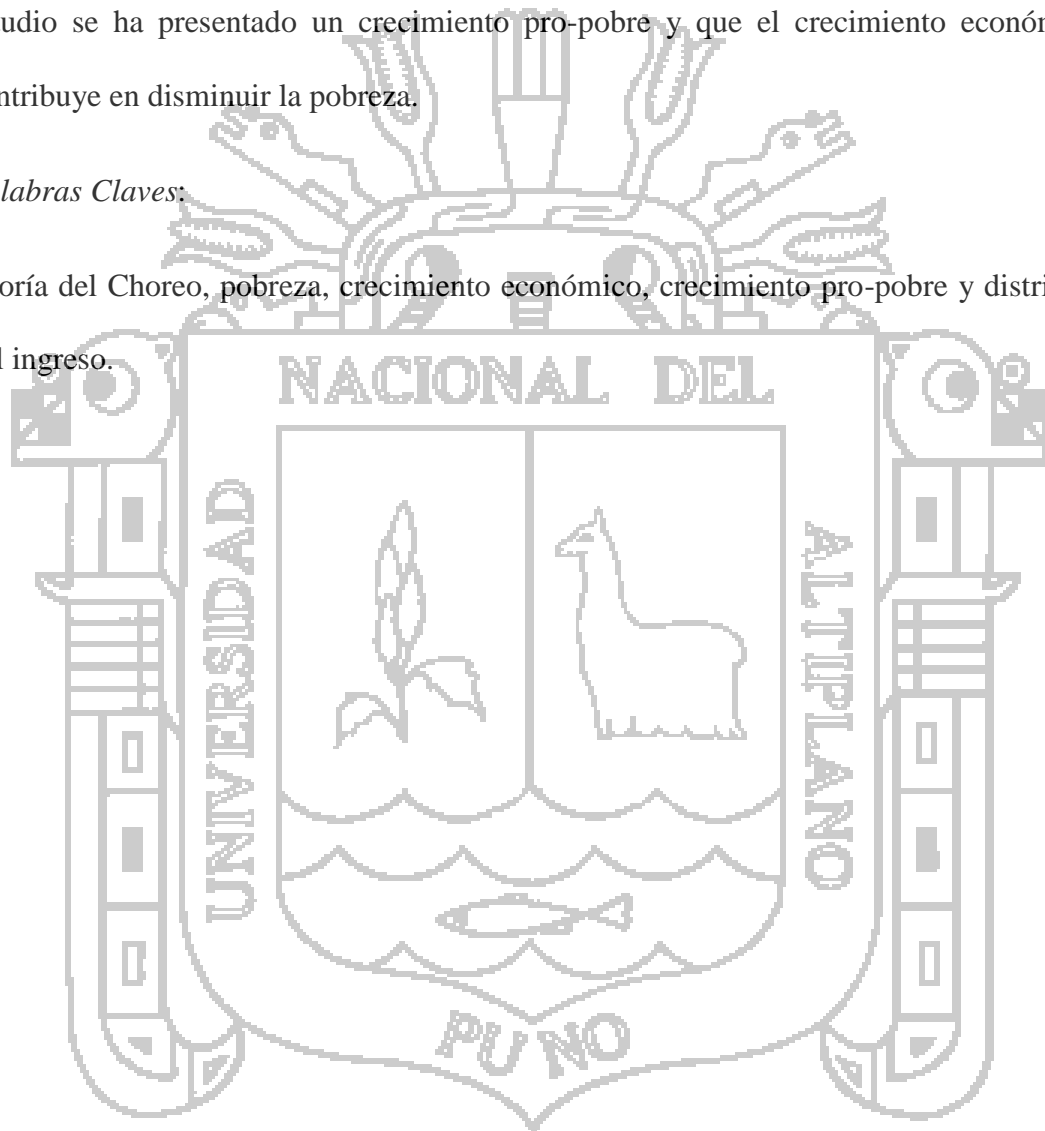 udio se ha presentado un crecimiento pro-pobre y que el crecimiento econó
ntribuye en disminuir la pobreza.
labras Claves:
oría del Choreo, pobreza, crecimiento económico, crecimiento pro-pobre y distri
l ingreso.
NACIONAL DEL
UNIVERSIDAD
ALTIPLANO
PUNO